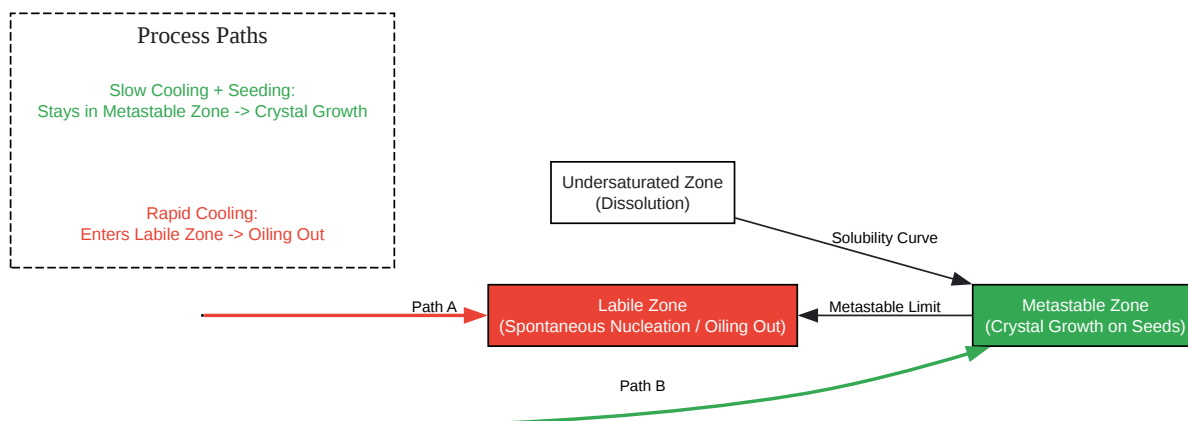 Process Paths
Slow Cooling + Seeding:
Stays in Metastable Zone -> Crystal Growth
Rapid Cooling:
Enters Labile Zone -> Oiling Out
Undersaturated Zone
(Dissolution)
Solubility Curve
Path A
Labile Zone
(Spontaneous Nucleation / Oiling Out)
Metastable Limit
Metastable Zone
(Crystal Growth on Seeds)
Path B